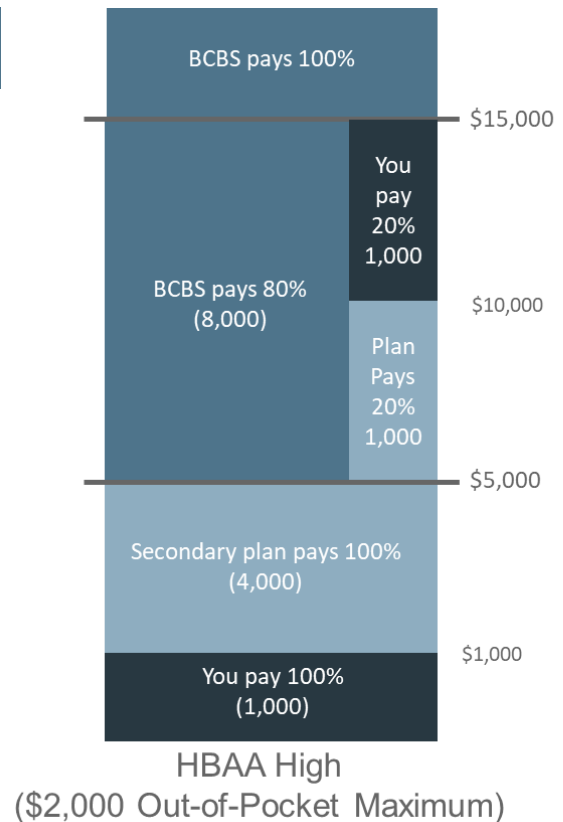 BCBS pays 100%
$15,000
You
pay
20%
1,000
BCBS pays 80%
(8,000)
$10,000
Plan
Pays
20%
1,000
$5,000
Secondary plan pays 100%
(4,000)
$1,000
You pay 100%
(1,000)
HBAA High
($2,000 Out-of-Pocket Maximum)